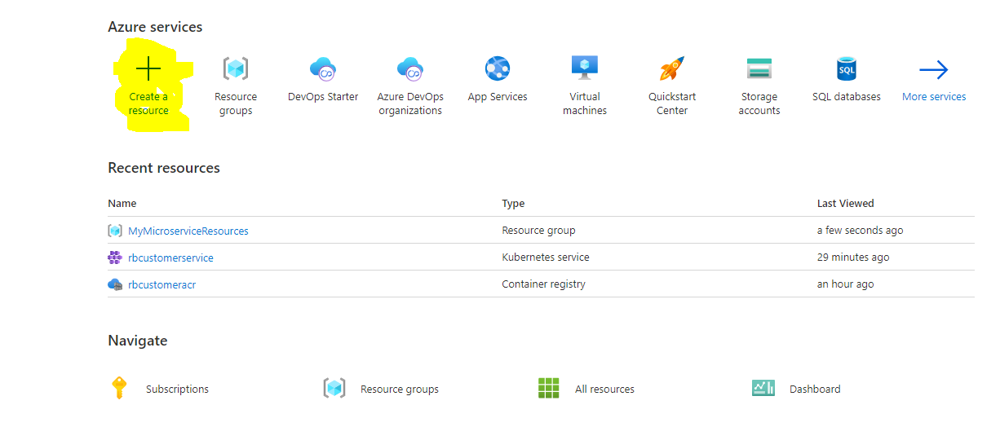 Azure services
Create a
resource
Resource
groups
DevOps Starter
Azure DevOps
organizations
App Services
Virtual
machines
Quickstart
Center
Storage
accounts
SQL
SQL databases
More services
Recent resources
Name Type Last Viewed
MyMicroserviceResources Resource group a few seconds ago
rbcustomerservice Kubernetes service 29 minutes ago
rbcustomeracr Container registry an hour ago
Navigate
Subscriptions Resource groups All resources Dashboard